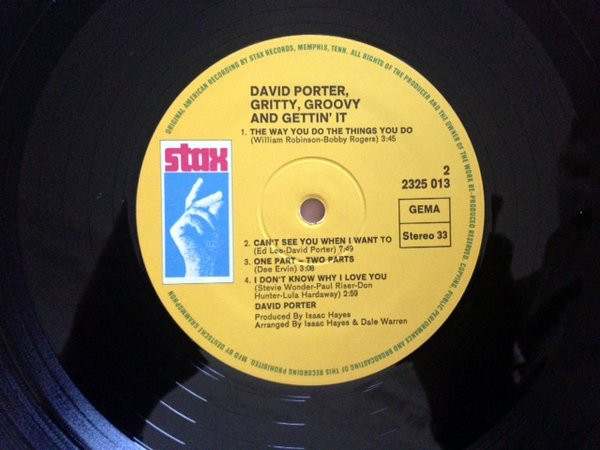 ORIGINAL AMERICAN RECORDING BY STAX RECORDS, MEMPHIS, TENN. ALL RIGHTS OF THE PRODUCER AND THE OWNER OF THE WORK RE-PRODUCED RESERVED. COPYING, PUBLIC PERFORMANCE AND BROADCASTING OF THIS RECORDING PROHIBITED. MFD BY DEUTSCHE GRAMMOPHON
DAVID PORTER,
GRITTY, GROOVY
AND GETTIN' IT
1. THE WAY YOU DO THE THINGS YOU DO
(William Robinson-Bobby Rogers) 3:45
stax
2
2325 013
GEMA
Stereo 33
2. CAN'T SEE YOU WHEN I WANT TO
(Ed Lee-David Porter) 7:49
3. ONE PART – TWO PARTS
(Dee Ervin) 3:08
4. I DON'T KNOW WHY I LOVE YOU
(Stevie Wonder-Paul Riser-Don
Hunter-Lula Hardaway) 2:59
DAVID PORTER
Produced By Isaac Hayes
Arranged By Isaac Hayes & Dale Warren